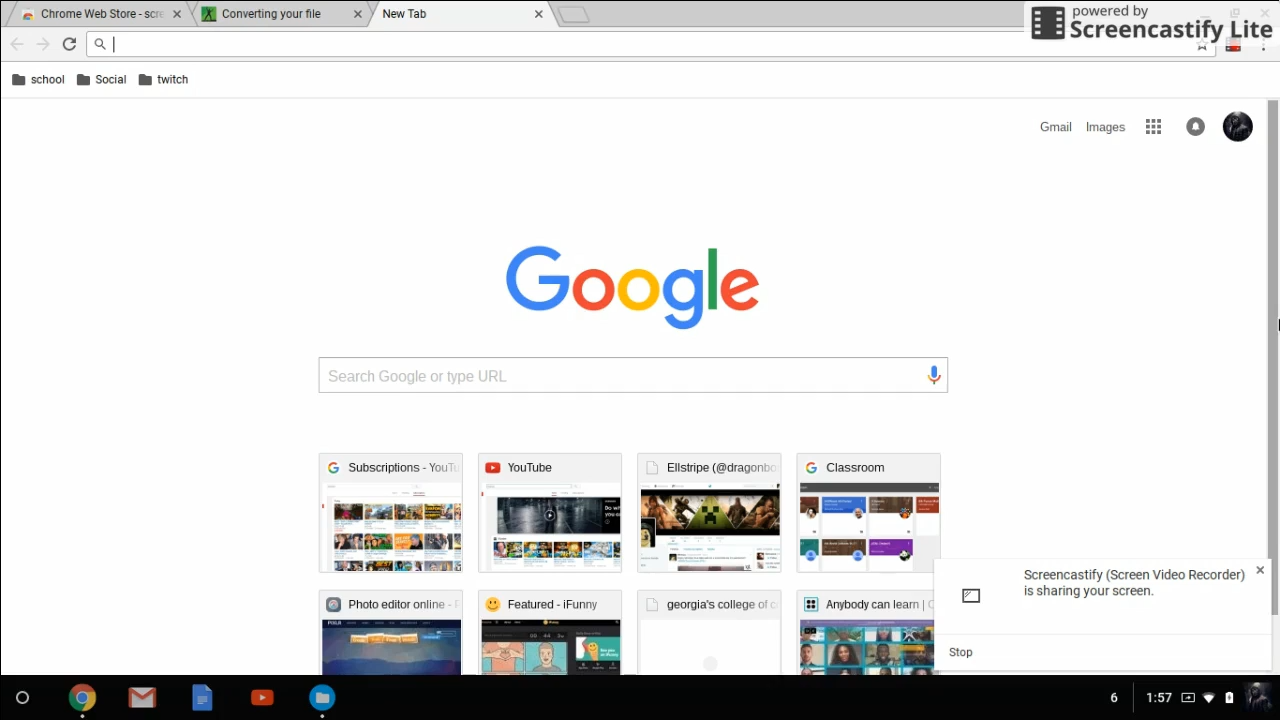 Chrome Web Store - scre
Converting your file
New Tab
powered by
Screencastify Lite
school
Social
twitch
Gmail
Images
Google
Search Google or type URL
Subscriptions - YouTu
YouTube
Ellstripe (@dragonbo
Classroom
Photo editor online - P
Featured - iFunny
georgia's college of c
Anybody can learn | C
Screencastify (Screen Video Recorder)
is sharing your screen.
Stop
6
1:57